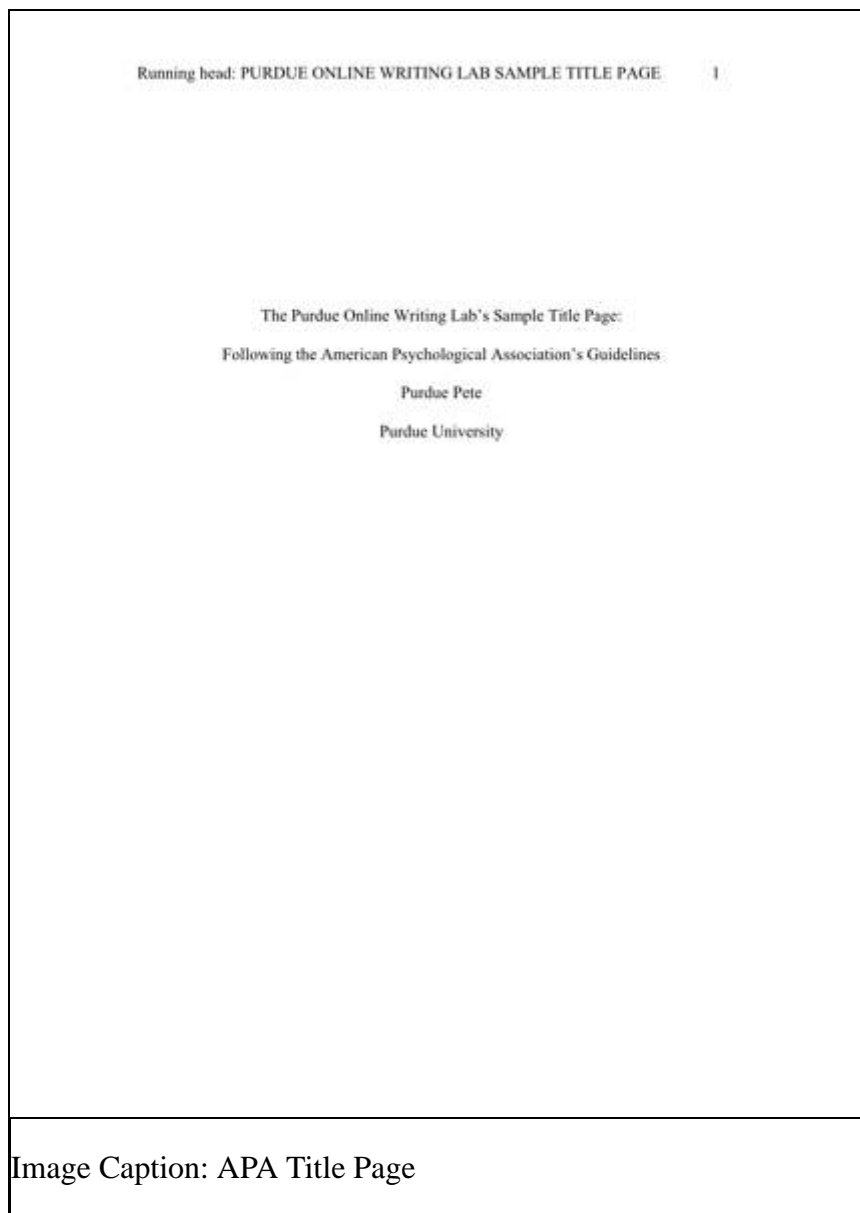 Running head: PURDUE ONLINE WRITING LAB SAMPLE TITLE PAGE 1
The Purdue Online Writing Lab's Sample Title Page:
Following the American Psychological Association's Guidelines
Purdue Pete
Purdue University
Image Caption: APA Title Page